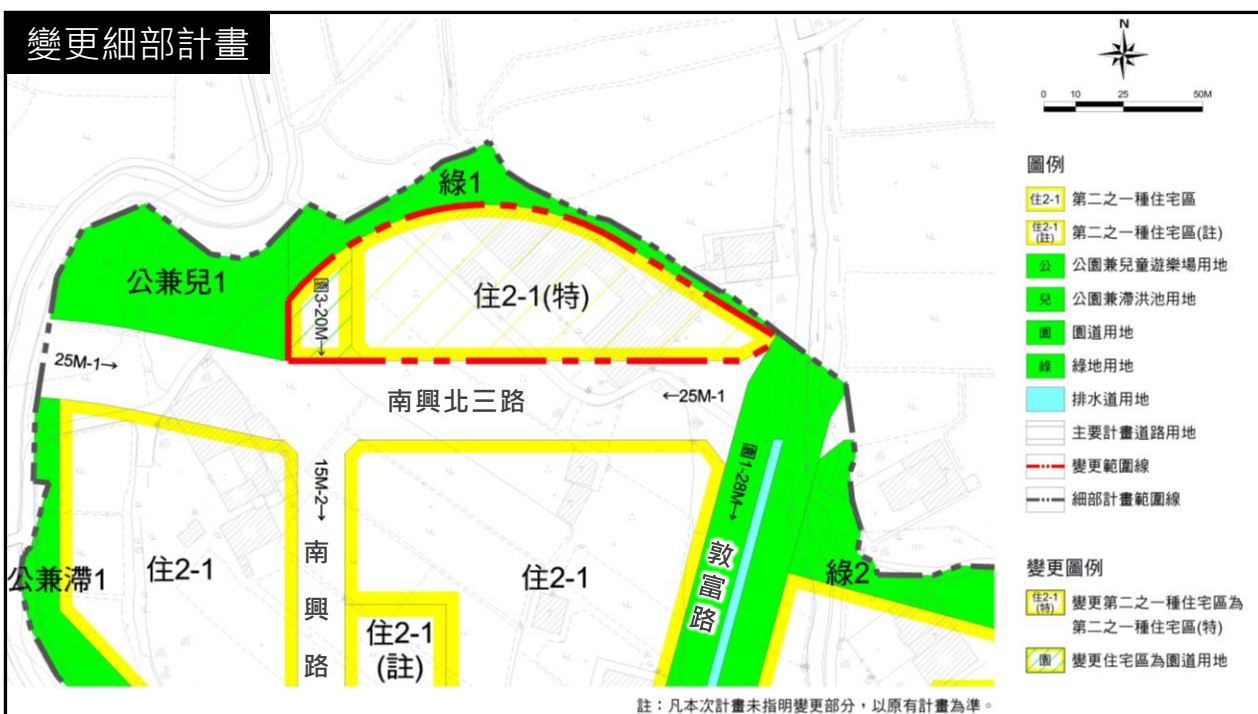 變更細部計畫
N
0 10 25 50M
綠1
公兼兒1
園3-20M→
住2-1(特)
25M-1→
南興北三路
←25M-1
15M-2→
園1-28M→
南興路
敦富路
公兼滯1
住2-1
住2-1
綠2
住2-1
(註)
圖例
住2-1 第二之一種住宅區
住2-1
(註) 第二之一種住宅區(註)
公 公園兼兒童遊樂場用地
兒 公園兼滯洪池用地
園 園道用地
綠 綠地用地
排水道用地
主要計畫道路用地
變更範圍線
細部計畫範圍線
變更圖例
住2-1
(特) 變更第二之一種住宅區為
第二之一種住宅區(特)
園 變更住宅區為園道用地
註：凡本次計畫未指明變更部分，以原有計畫為準。